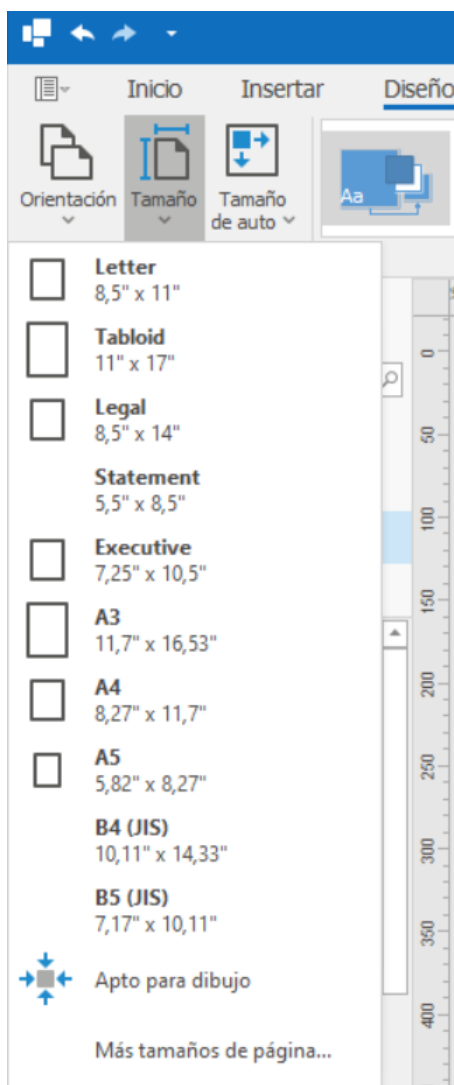 Inicio Insertar Diseño
Orientación Tamaño Tamaño
de auto
Aa
Letter
8,5" x 11"
Tabloid
11" x 17"
Legal
8,5" x 14"
Statement
5,5" x 8,5"
Executive
7,25" x 10,5"
A3
11,7" x 16,53"
A4
8,27" x 11,7"
A5
5,82" x 8,27"
B4 (JIS)
10,11" x 14,33"
B5 (JIS)
7,17" x 10,11"
Apto para dibujo
Más tamaños de página...
0
50
100
150
200
250
300
350
400